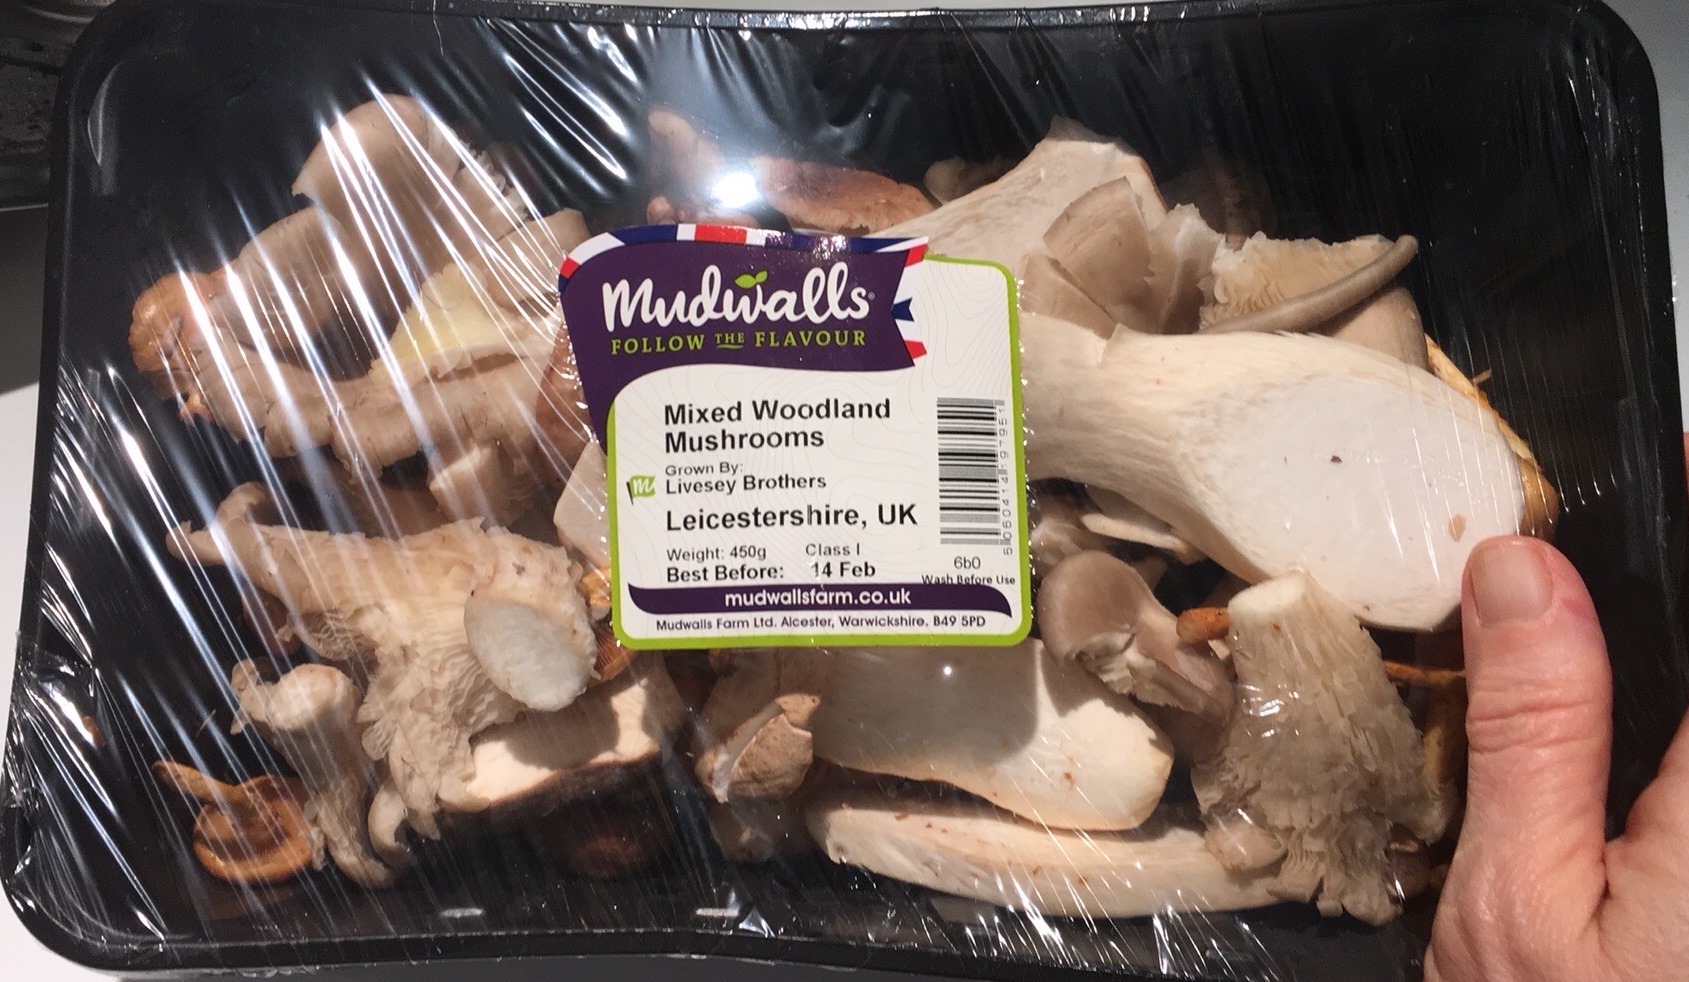 Mudwalls
FOLLOW THE FLAVOUR
Mixed Woodland
Mushrooms
Grown By:
Livesey Brothers
m
Leicestershire, UK
Weight: 450g Class I
Best Before: 14 Feb
6b0
Wash Before Use
mudwallsfarm.co.uk
Mudwalls Farm Ltd. Alcester, Warwickshire, B49 5PD